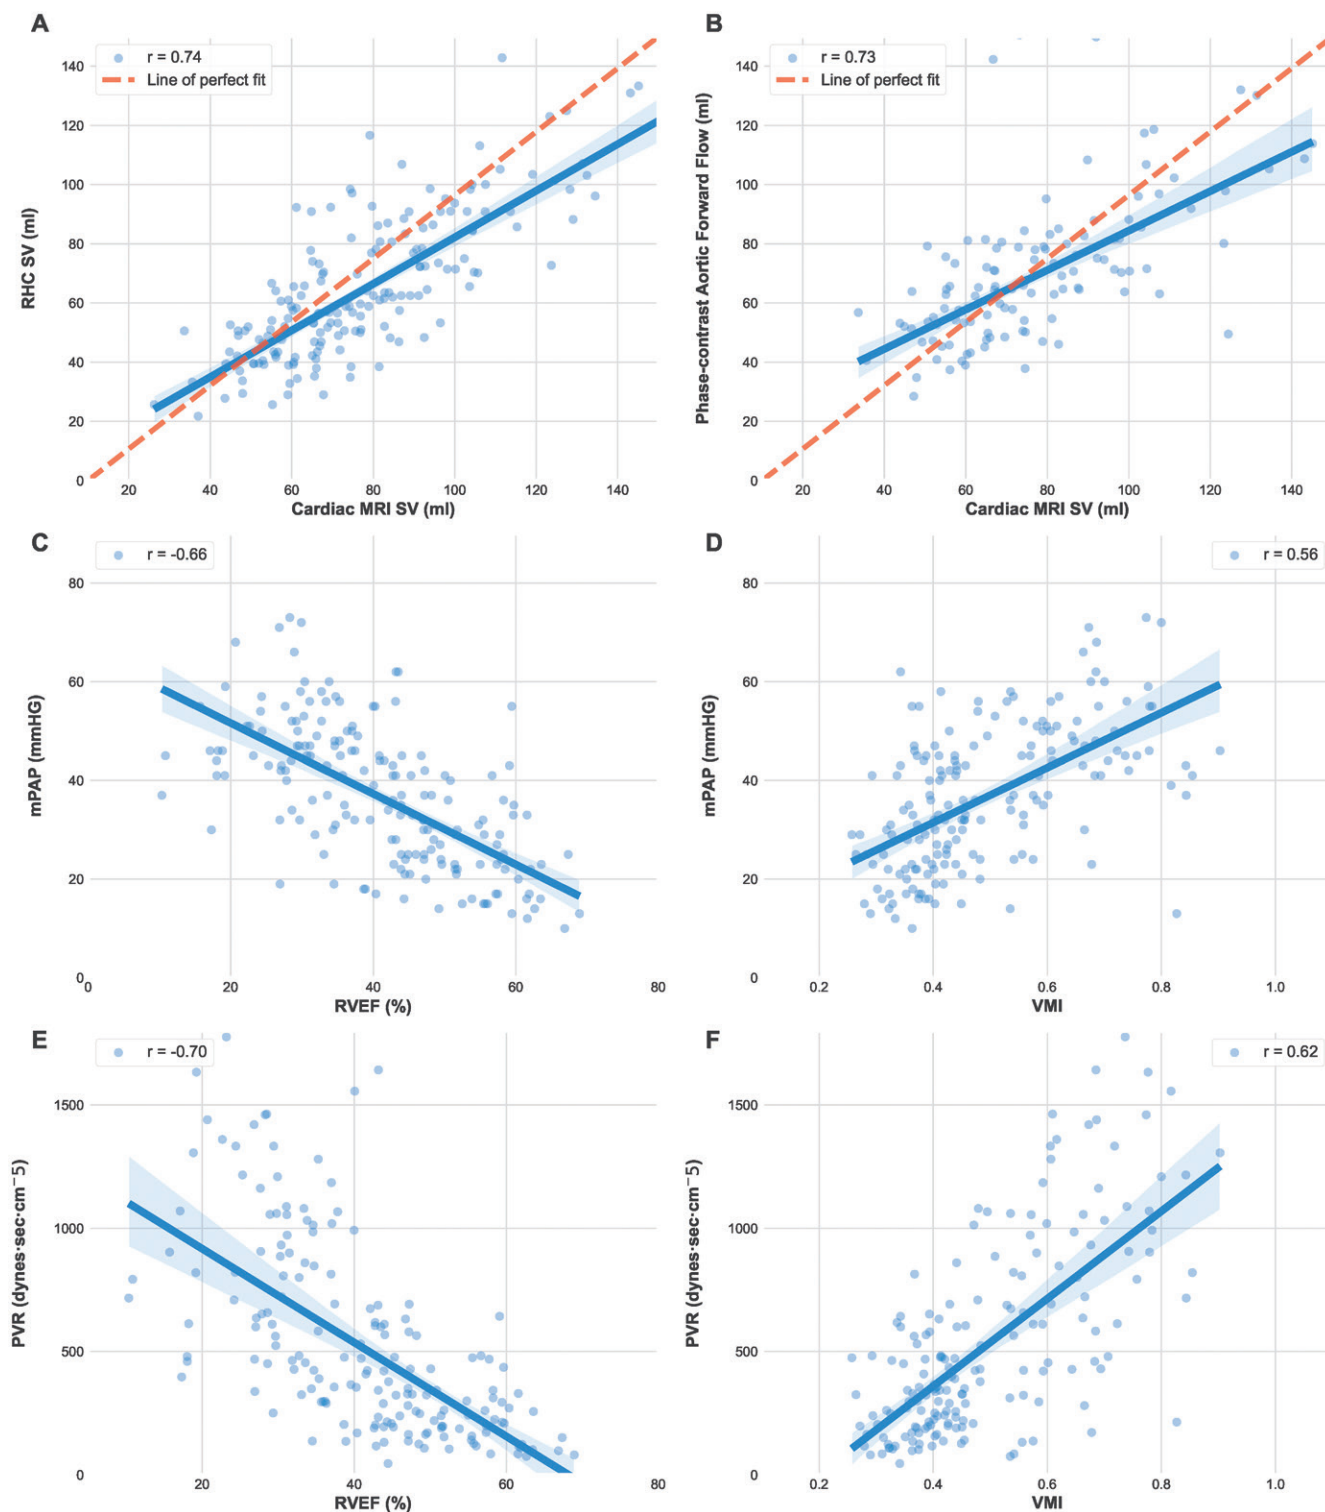 A
r = 0.74
Line of perfect fit
RHC SV (ml)
140
120
100
80
60
40
20
0
20 40 60 80 100 120 140
Cardiac MRI SV (ml)
B
r = 0.73
Line of perfect fit
Phase-contrast Aortic Forward Flow (ml)
140
120
100
80
60
40
20
0
20 40 60 80 100 120 140
Cardiac MRI SV (ml)
C
r = -0.66
mPAP (mmHG)
80
60
40
20
0
0 20 40 60 80
RVEF (%)
D
r = 0.56
mPAP (mmHG)
80
60
40
20
0
0.2 0.4 0.6 0.8 1.0
VMI
E
r = -0.70
PVR (dynes·sec·cm⁻5)
1500
1000
500
0
20 40 60 80
RVEF (%)
F
r = 0.62
PVR (dynes·sec·cm⁻5)
1500
1000
500
0
0.2 0.4 0.6 0.8 1.0
VMI